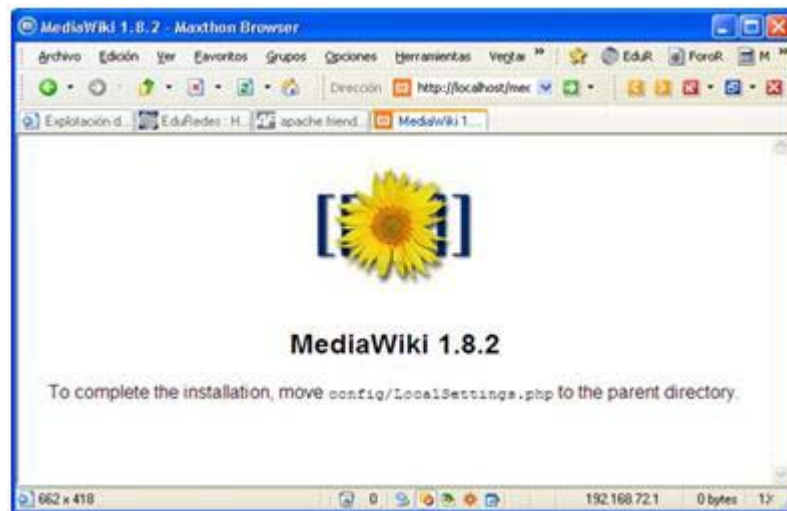 MediaWiki 1.8.2 - Maxthon Browser
Archivo Edición Ver Favoritos Grupos Opciones Herramientas Ventar » EduR ForoR M »
Dirección http://localhost/mec
Explotación d... EduRedes : H... apache friend... MediaWiki 1....
[[ ]]
MediaWiki 1.8.2
To complete the installation, move config/LocalSettings.php to the parent directory.
662 x 418 0 192.168.72.1 0 bytes